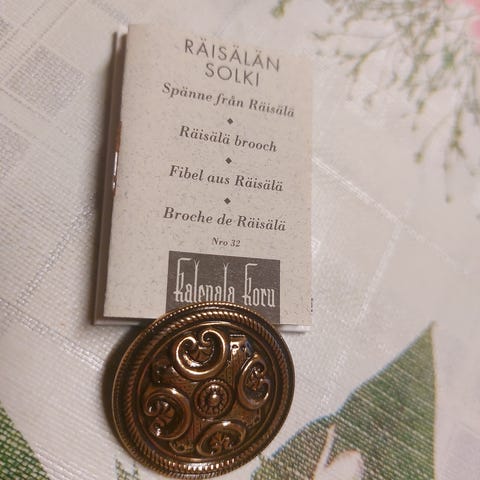 RÄISÄLÄN
SOLKI
Spänne från Räisälä
Räisälä brooch
Fibel aus Räisälä
Broche de Räisälä
Nro 32
Kalevala Koru